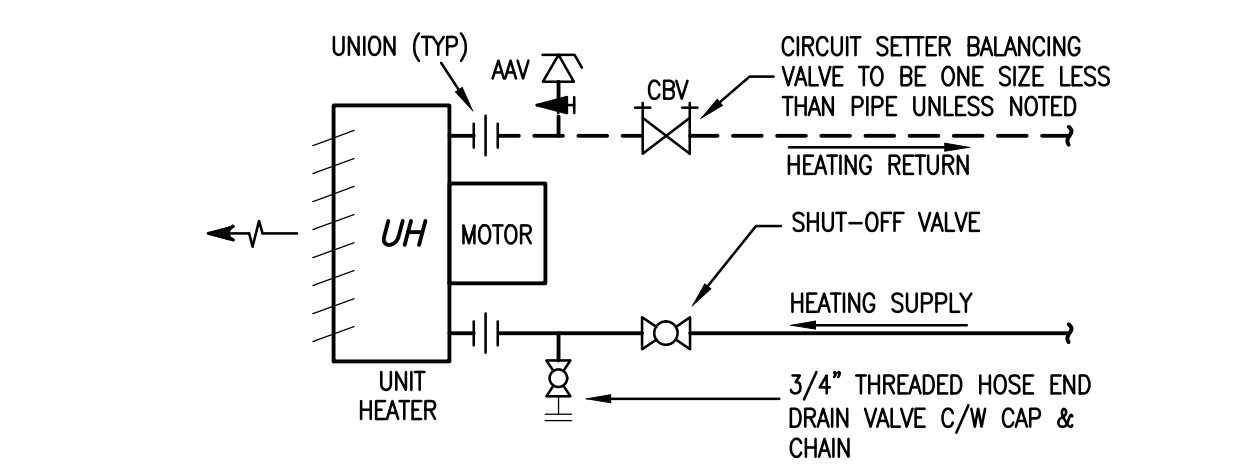 UNION (TYP)
AAV
CBV
CIRCUIT SETTER BALANCING
VALVE TO BE ONE SIZE LESS
THAN PIPE UNLESS NOTED
HEATING RETURN
UH
MOTOR
SHUT-OFF VALVE
HEATING SUPPLY
UNIT
HEATER
3/4" THREADED HOSE END
DRAIN VALVE C/W CAP &
CHAIN